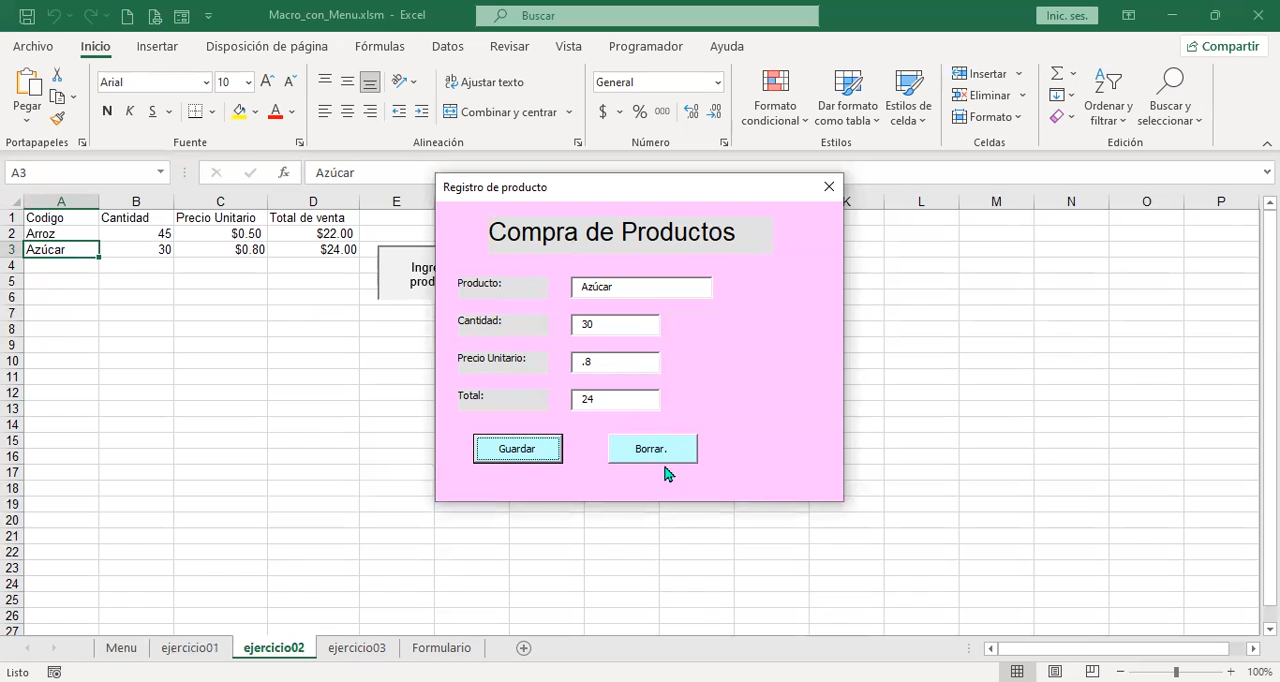 Macro_con_Menu.xlsm - Excel
Buscar
Inic. ses.
Archivo Inicio Insertar Disposición de página Fórmulas Datos Revisar Vista Programador Ayuda
Compartir
Pegar
Arial 10
N K S
Ajustar texto
Combinar y centrar
General
$ % 000
Formato condicional
Dar formato como tabla
Estilos de celda
Insertar
Eliminar
Formato
Ordenar y filtrar
Buscar y seleccionar
Portapapeles Fuente Alineación Número Estilos Celdas Edición
A3 fx Azúcar
A B C D E K L M N O P
1 Codigo Cantidad Precio Unitario Total de venta
2 Arroz 45 $0.50 $22.00
3 Azúcar 30 $0.80 $24.00
4
5
6
7
8
9
10
11
12
13
14
15
16
17
18
19
20
21
22
23
24
25
26
27
Ingre
prod
Registro de producto
Compra de Productos
Producto: Azúcar
Cantidad: 30
Precio Unitario: .8
Total: 24
Guardar Borrar.
Menu ejercicio01 ejercicio02 ejercicio03 Formulario
Listo
100%